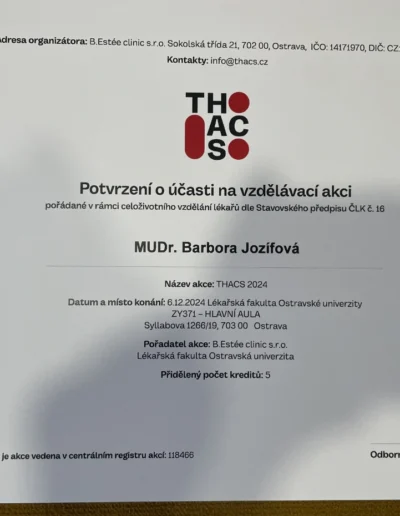 Adresa organizátora: B.Estée clinic s.r.o. Sokolská třída 21, 702 00, Ostrava, IČO: 14171970, DIČ: CZ
Kontakty: info@thacs.cz
TH
AC
S
Potvrzení o účasti na vzdělávací akci
pořádané v rámci celoživotního vzdělání lékařů dle Stavovského předpisu ČLK č. 16
MUDr. Barbora Jozífová
Název akce: THACS 2024
Datum a místo konání: 6.12.2024 Lékařská fakulta Ostravské univerzity
ZY371 – HLAVNÍ AULA
Syllabova 1266/19, 703 00 Ostrava
Pořadatel akce: B.Estée clinic s.r.o.
Lékařská fakulta Ostravská univerzita
Přidělený počet kreditů: 5
je akce vedena v centrálním registru akcí: 118466
Odborn